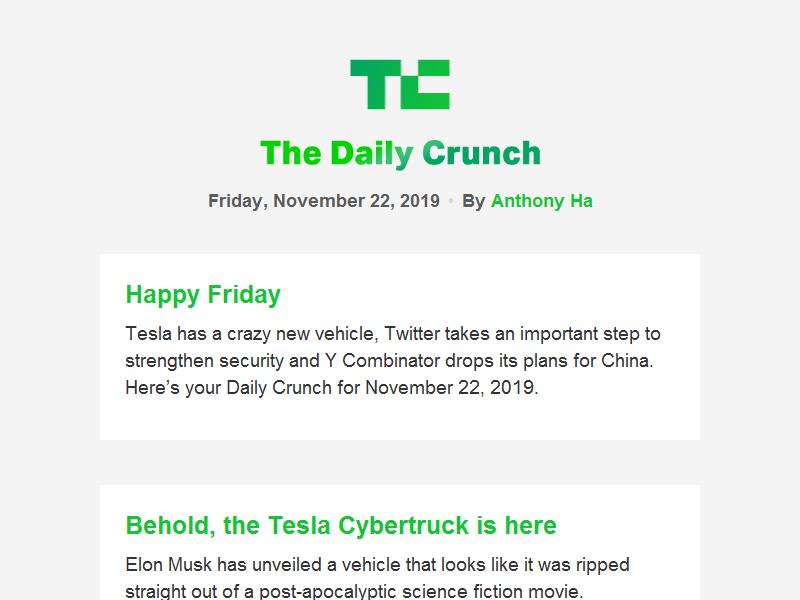 TC
The Daily Crunch
Friday, November 22, 2019 • By Anthony Ha
Happy Friday
Tesla has a crazy new vehicle, Twitter takes an important step to
strengthen security and Y Combinator drops its plans for China.
Here’s your Daily Crunch for November 22, 2019.
Behold, the Tesla Cybertruck is here
Elon Musk has unveiled a vehicle that looks like it was ripped
straight out of a post-apocalyptic science fiction movie.